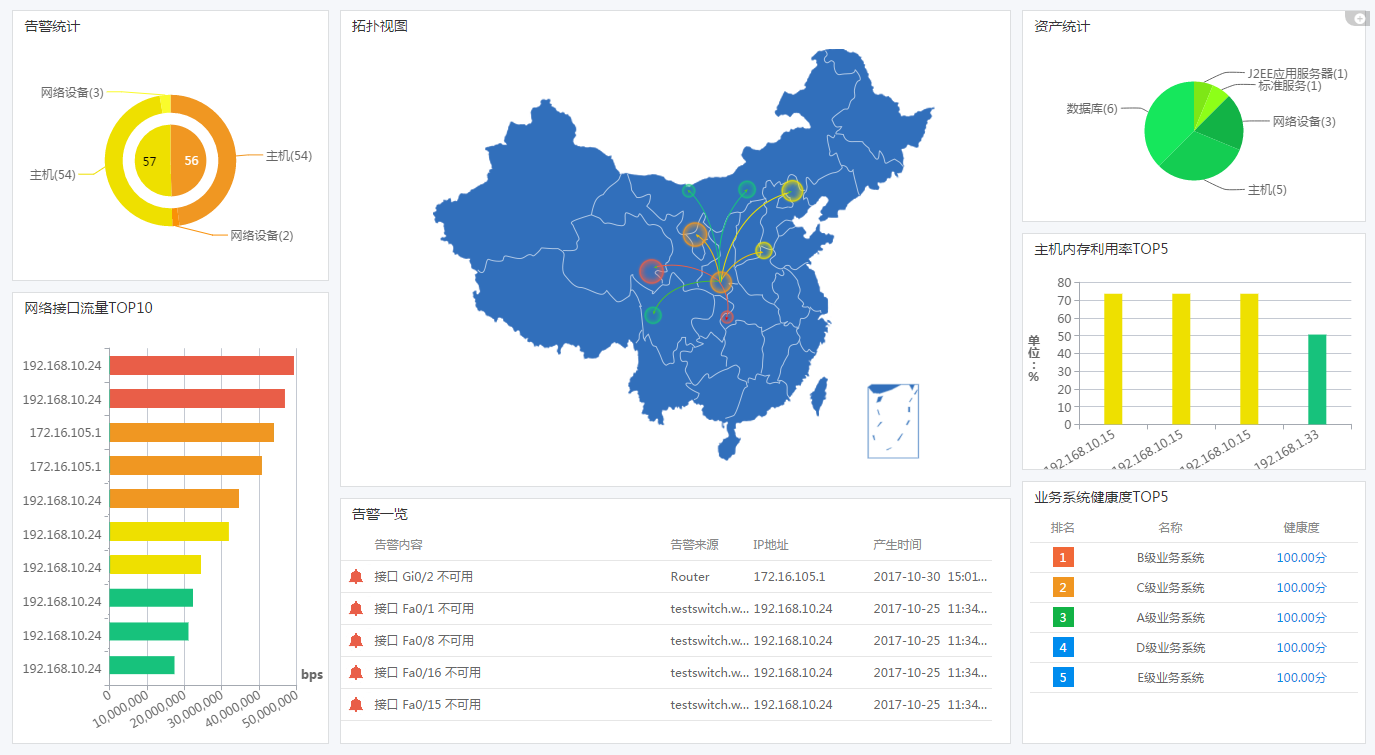 告警统计
网络设备(3)
主机(54)
57
56
主机(54)
网络设备(2)
网络接口流量TOP10
192.168.10.24
192.168.10.24
172.16.105.1
172.16.105.1
192.168.10.24
192.168.10.24
192.168.10.24
192.168.10.24
192.168.10.24
192.168.10.24
bps
0
10,000,000
20,000,000
30,000,000
40,000,000
50,000,000
拓扑视图
告警一览
告警内容 告警来源 IP地址 产生时间
接口 Gi0/2 不可用 Router 172.16.105.1 2017-10-30 15:01...
接口 Fa0/1 不可用 testswitch.w... 192.168.10.24 2017-10-25 11:34...
接口 Fa0/8 不可用 testswitch.w... 192.168.10.24 2017-10-25 11:34...
接口 Fa0/16 不可用 testswitch.w... 192.168.10.24 2017-10-25 11:34...
接口 Fa0/15 不可用 testswitch.w... 192.168.10.24 2017-10-25 11:34...
资产统计
J2EE应用服务器(1)
标准服务(1)
数据库(6)
网络设备(3)
主机(5)
主机内存利用率TOP5
单位:%
80
70
60
50
40
30
20
10
0
192.168.10.15
192.168.10.15
192.168.10.15
192.168.1.33
业务系统健康度TOP5
排名 名称 健康度
1 B级业务系统 100.00分
2 C级业务系统 100.00分
3 A级业务系统 100.00分
4 D级业务系统 100.00分
5 E级业务系统 100.00分